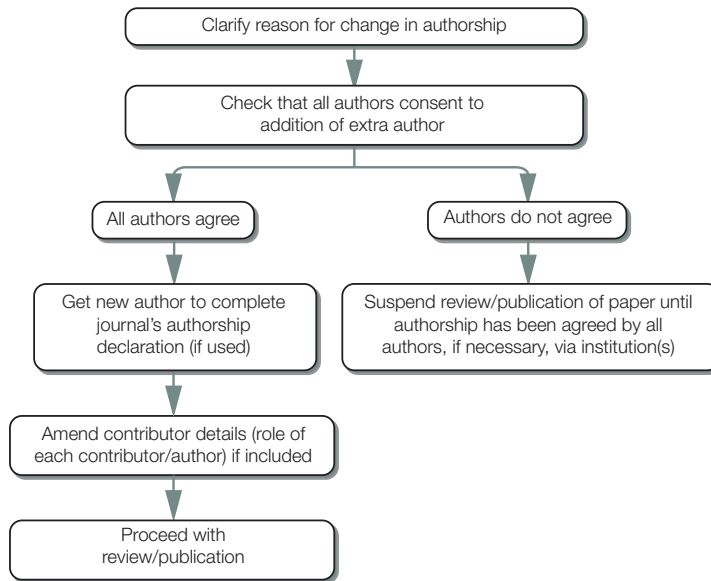 Clarify reason for change in authorship
Check that all authors consent to
addition of extra author
All authors agree
Authors do not agree
Get new author to complete
journal's authorship
declaration (if used)
Suspend review/publication of paper until
authorship has been agreed by all
authors, if necessary, via institution(s)
Amend contributor details (role of
each contributor/author) if included
Proceed with
review/publication